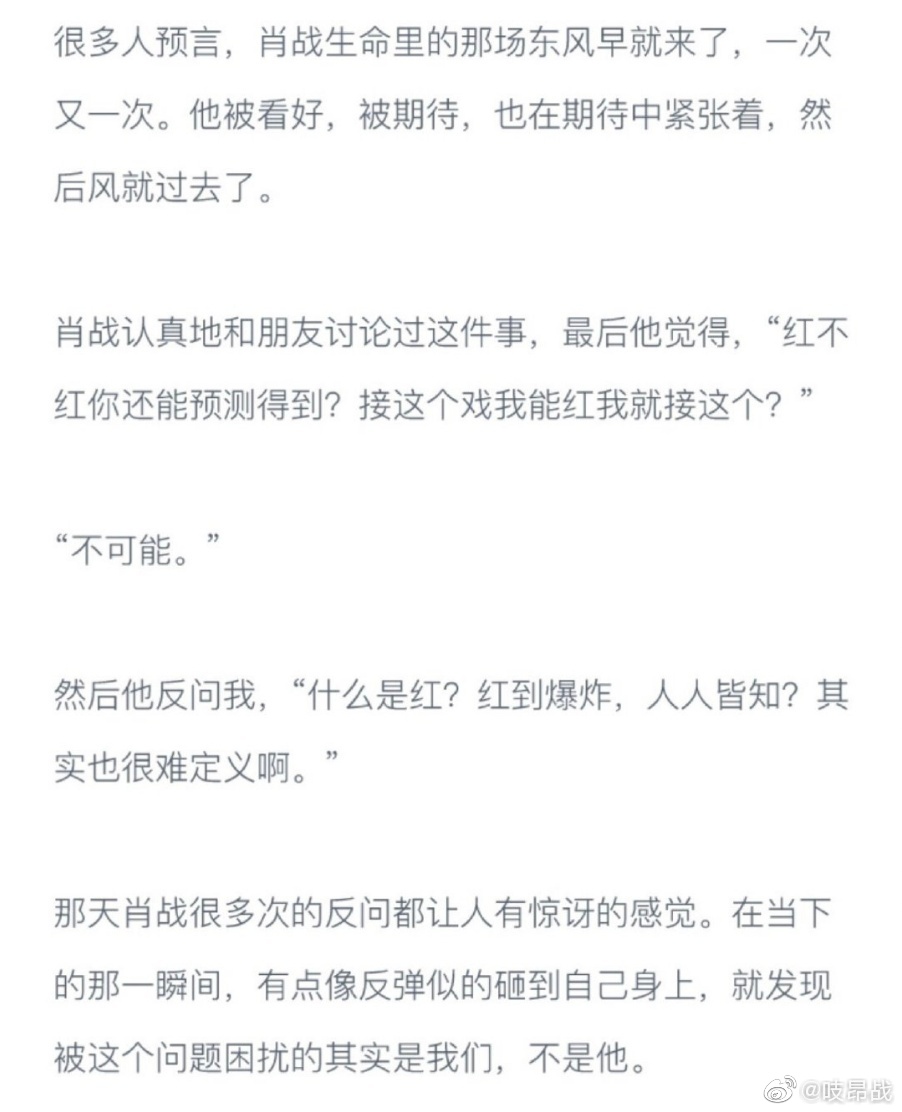 很多人预言，肖战生命里的那场东风早就来了，一次
又一次。他被看好，被期待，也在期待中紧张着，然
后风就过去了。
肖战认真地和朋友讨论过这件事，最后他觉得，“红不
红你还能预测得到？接这个戏我能红我就接这个？”
“不可能。”
然后他反问我，“什么是红？红到爆炸，人人皆知？其
实也很难定义啊。”
那天肖战很多次的反问都让人有惊讶的感觉。在当下
的那一瞬间，有点像反弹似的砸到自己身上，就发现
被这个问题困扰的其实是我们，不是他。
@吱昂战